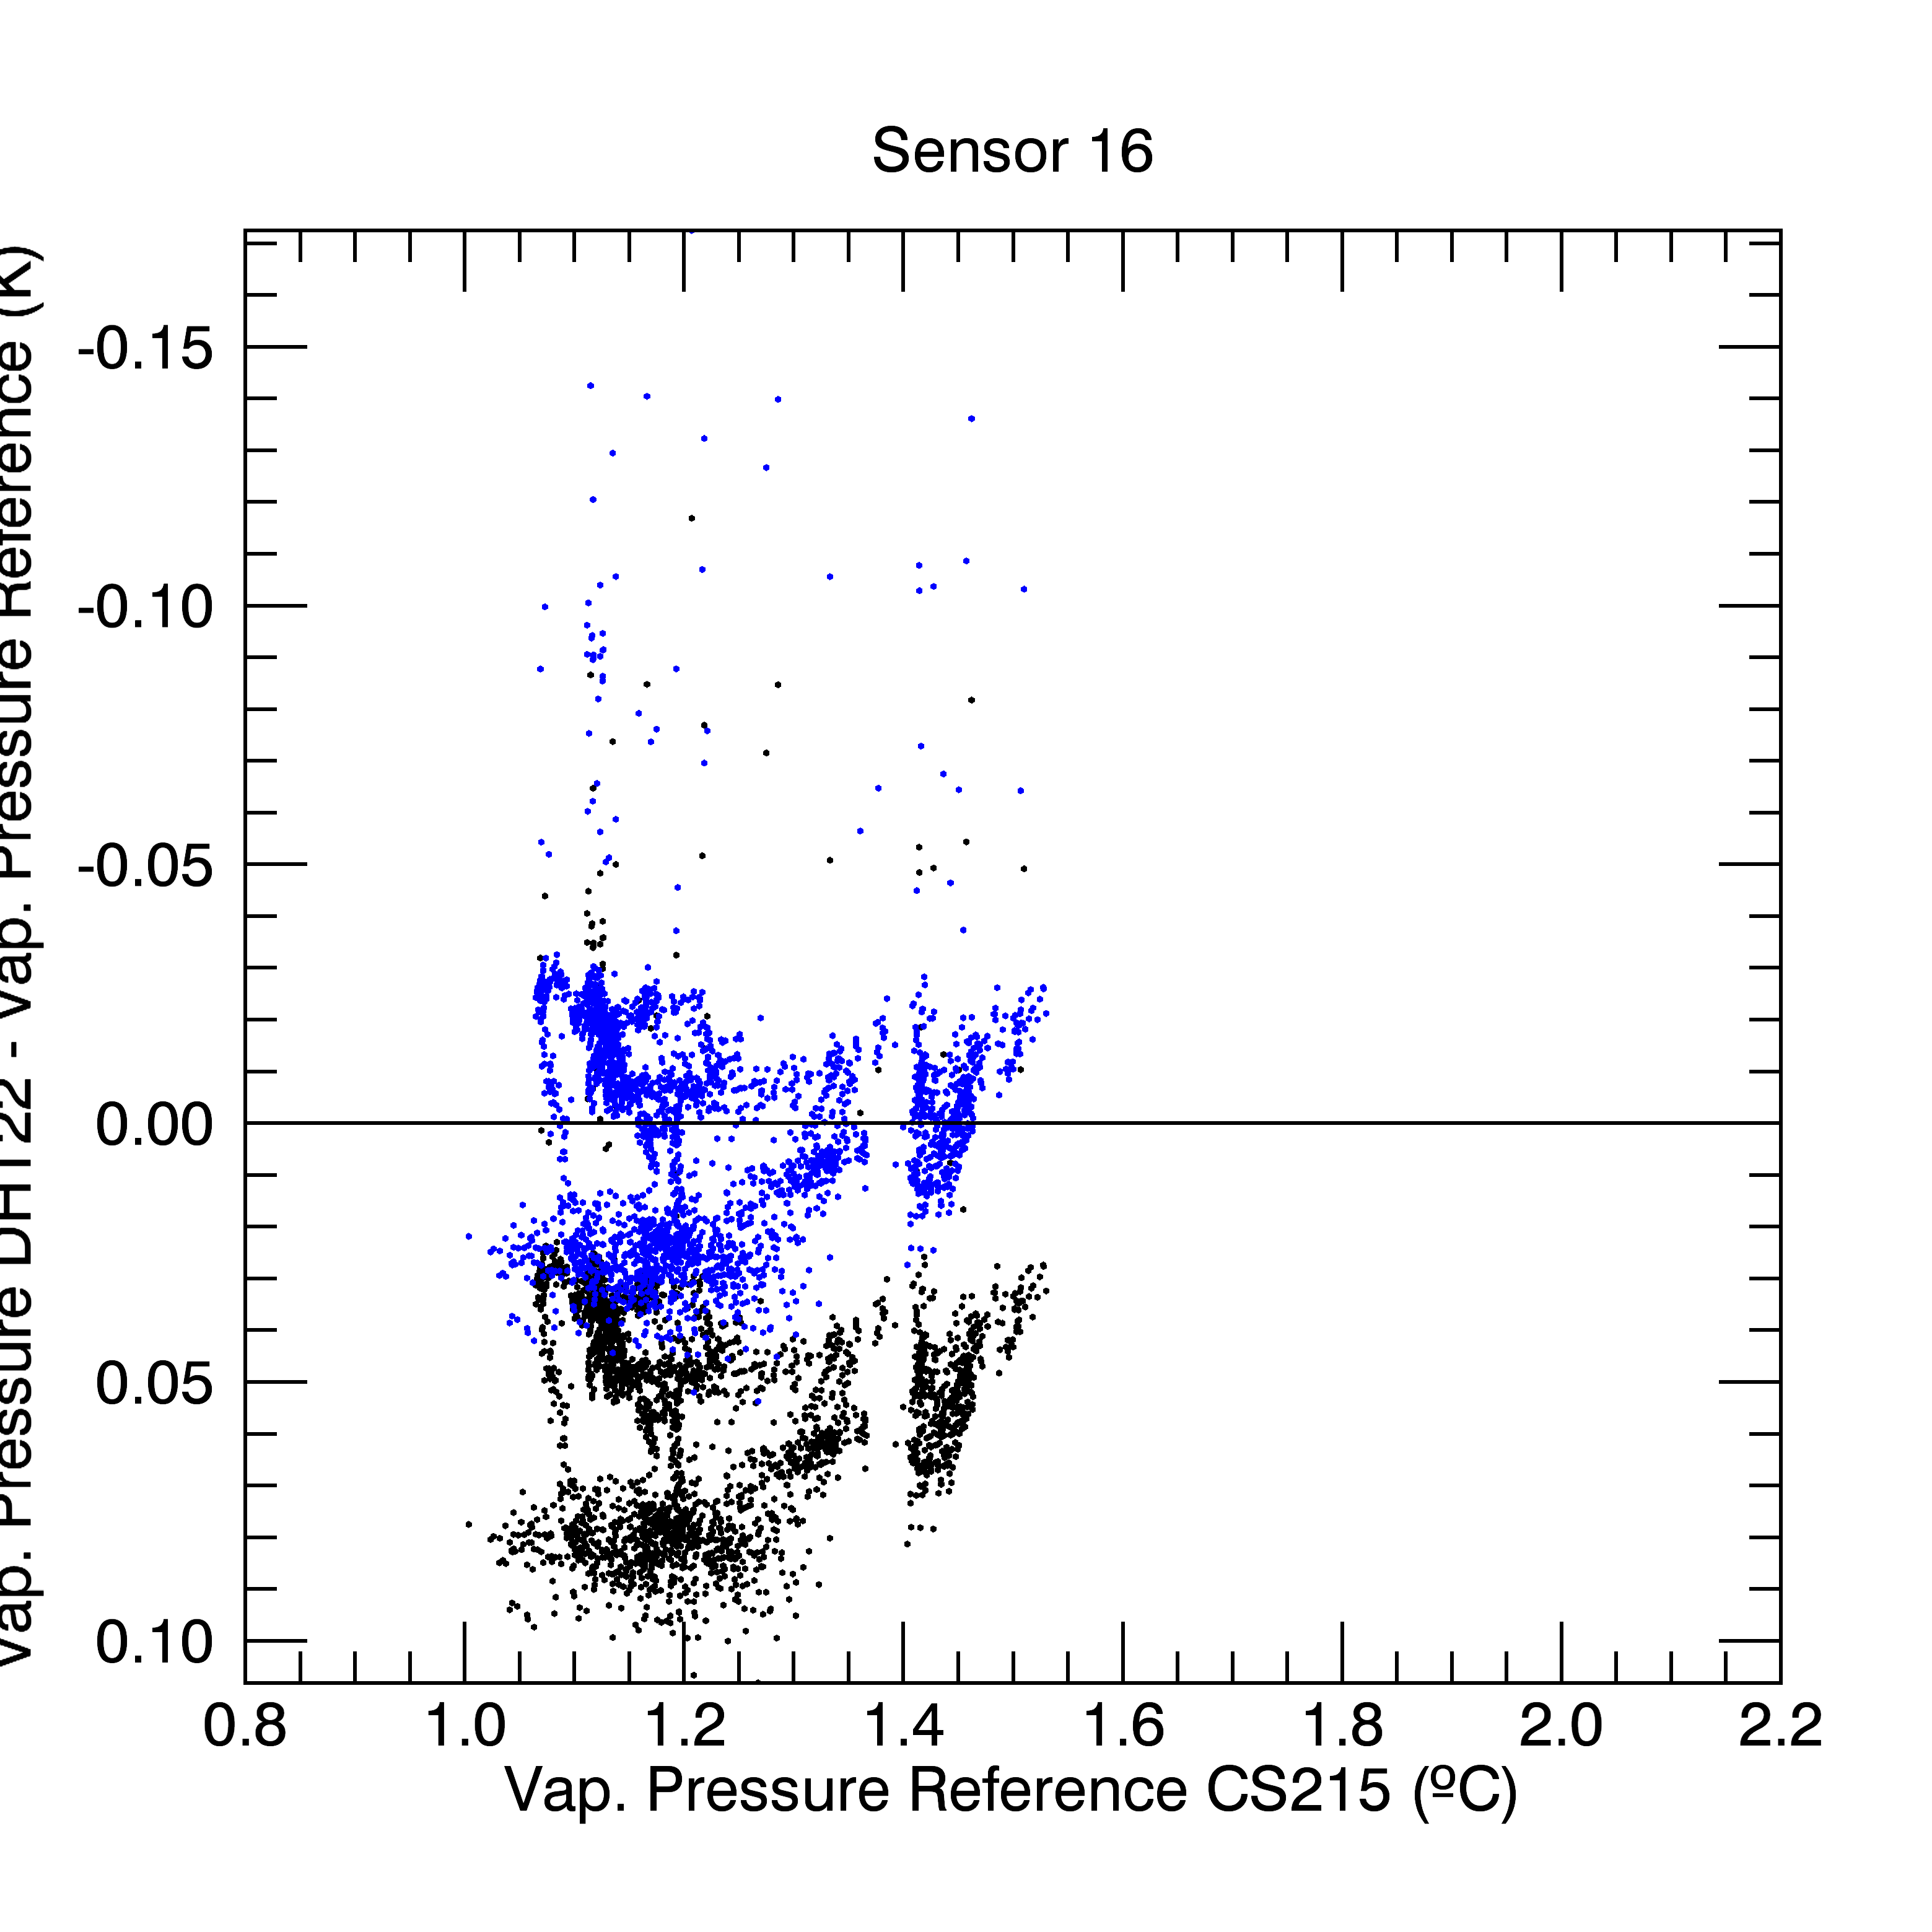 Sensor 16
Vap. Pressure DHT22 - Vap. Pressure Reference (K)
-0.15
-0.10
-0.05
0.00
0.05
0.10
0.8 1.0 1.2 1.4 1.6 1.8 2.0 2.2
Vap. Pressure Reference CS215 (ºC)